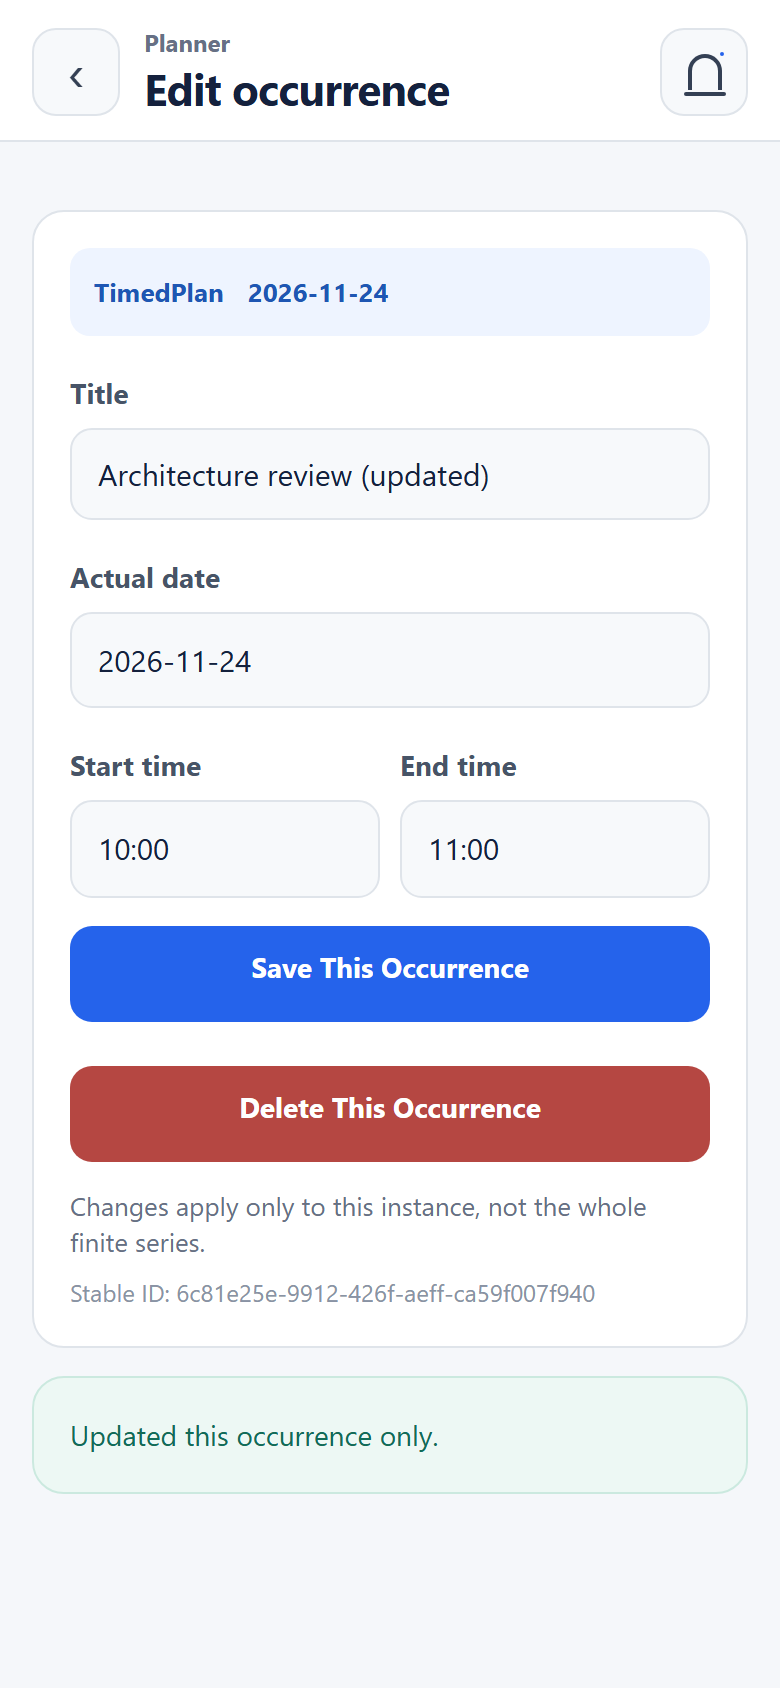 Planner
Edit occurrence
TimedPlan 2026-11-24
Title
Architecture review (updated)
Actual date
2026-11-24
Start time End time
10:00 11:00
Save This Occurrence
Delete This Occurrence
Changes apply only to this instance, not the whole
finite series.
Stable ID: 6c81e25e-9912-426f-aeff-ca59f007f940
Updated this occurrence only.